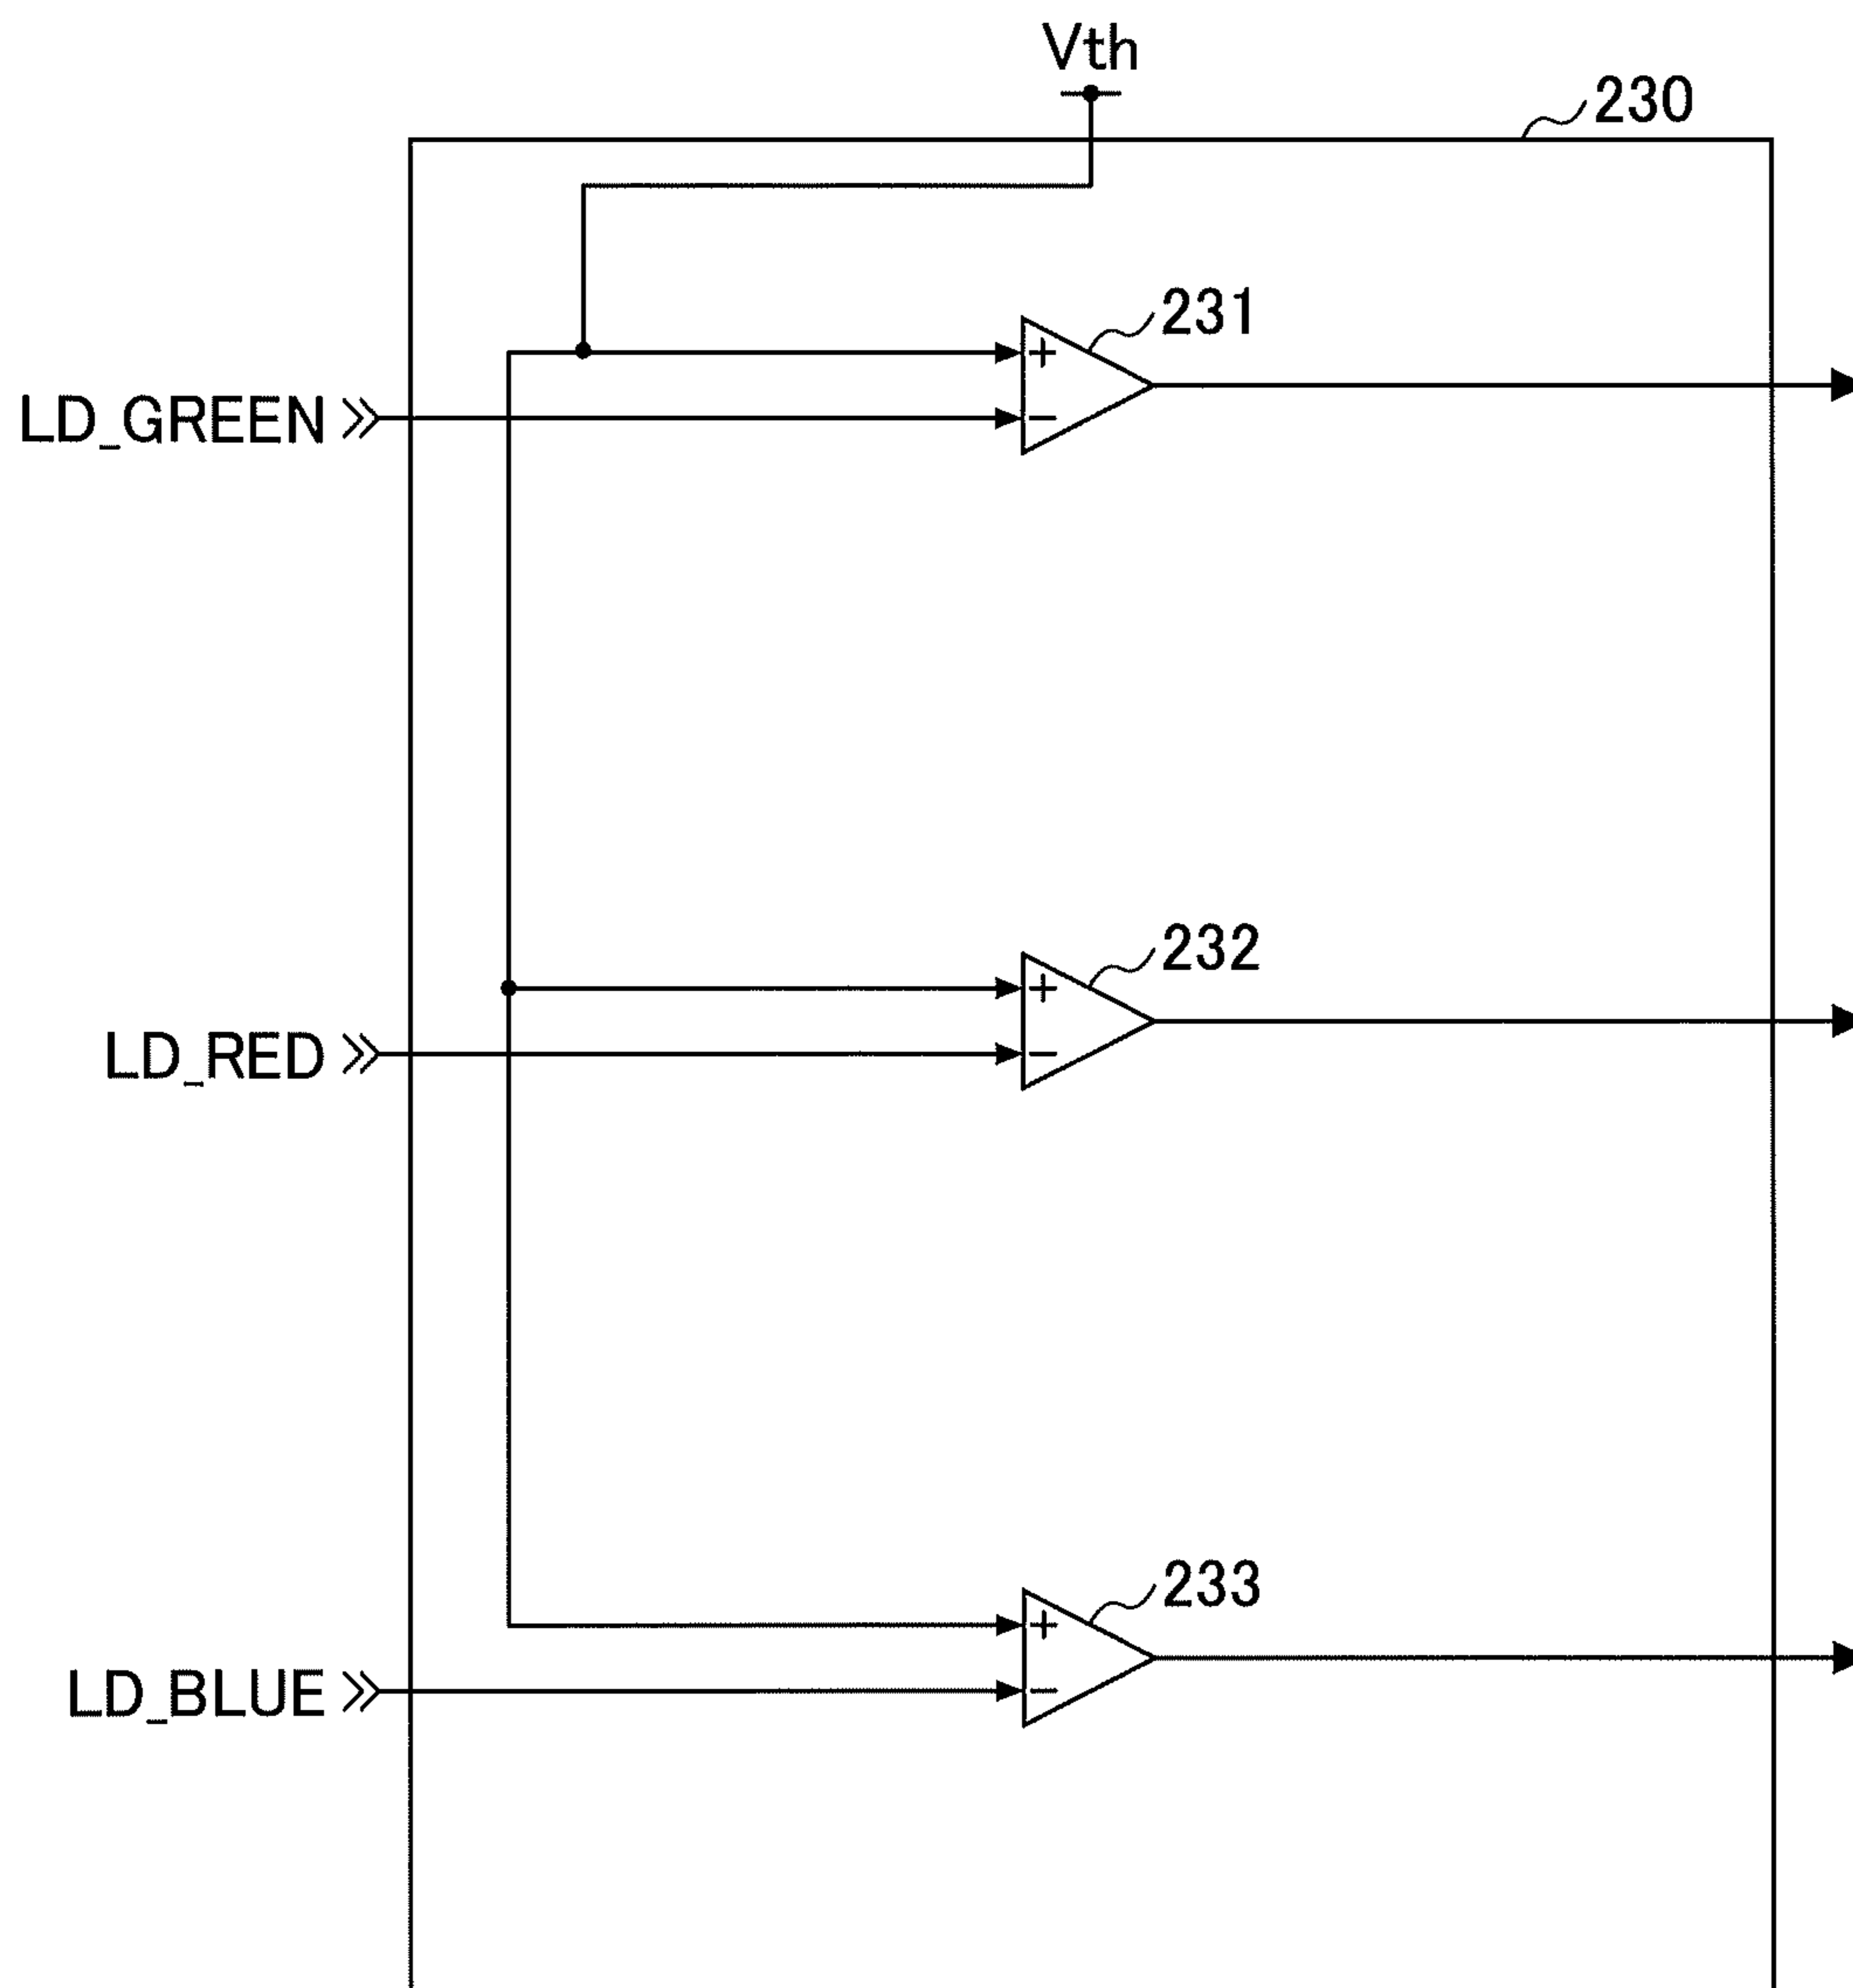 Vth
230
231
+
LD_GREEN
−
232
+
LD_RED
−
233
+
LD_BLUE
−